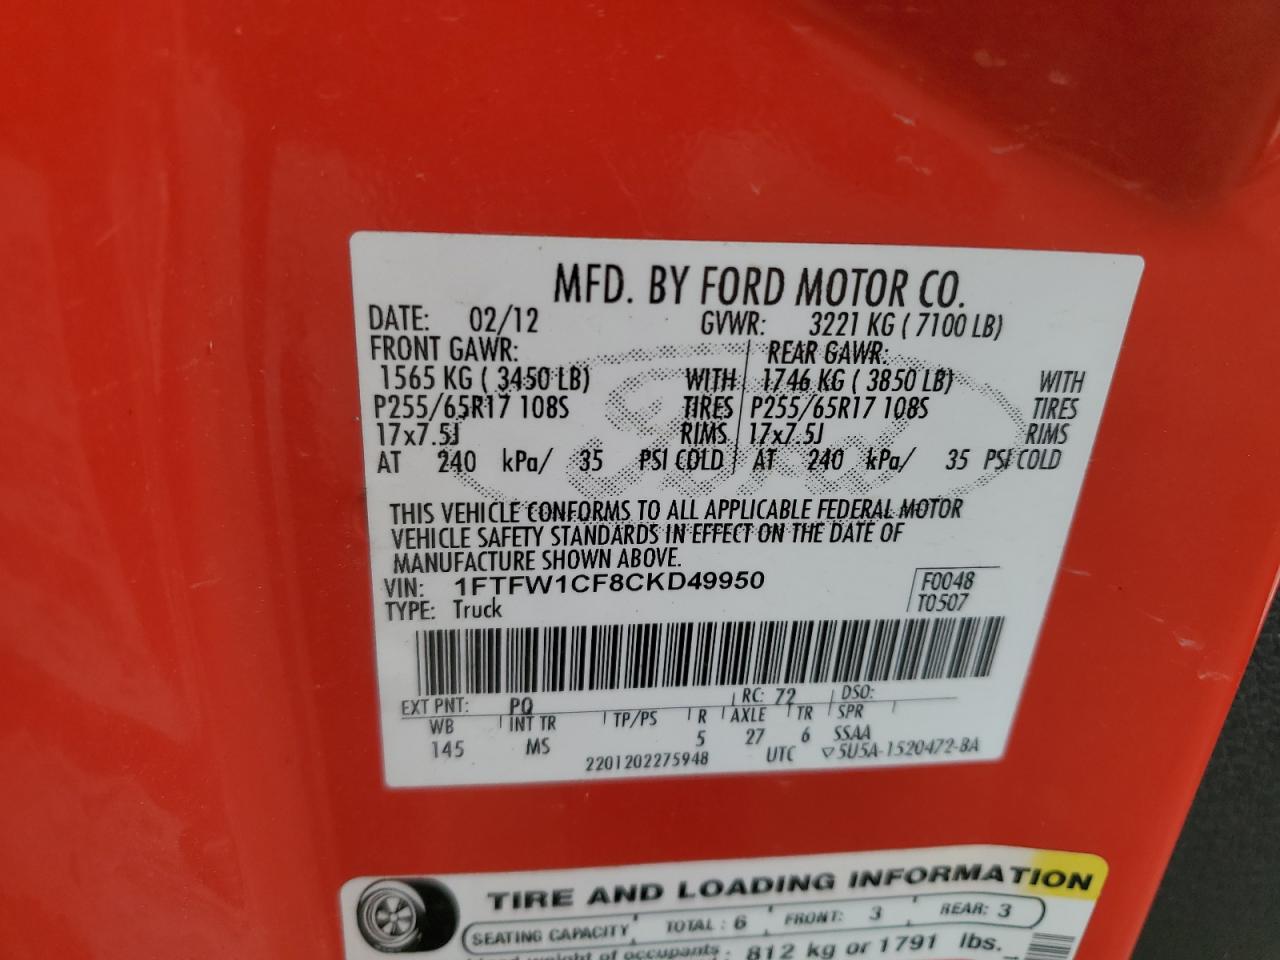 MFD. BY FORD MOTOR CO.
DATE: 02/12 GVWR: 3221 KG ( 7100 LB)
FRONT GAWR: REAR GAWR:
1565 KG ( 3450 LB) WITH 1746 KG ( 3850 LB) WITH
P255/65R17 108S TIRES P255/65R17 108S TIRES
17x7.5J RIMS 17x7.5J RIMS
AT 240 kPa/ 35 PSI COLD AT 240 kPa/ 35 PSI COLD
Ford
THIS VEHICLE CONFORMS TO ALL APPLICABLE FEDERAL MOTOR
VEHICLE SAFETY STANDARDS IN EFFECT ON THE DATE OF
MANUFACTURE SHOWN ABOVE.
VIN: 1FTFW1CF8CKD49950 F0048
TYPE: Truck T0507
EXT PNT: PQ RC: 72 DSO:
WB INT TR TP/PS R AXLE TR SPR
145 MS 5 27 6 SSAA
2201202275948 UTC ▽5U5A-1520472-BA
TIRE AND LOADING INFORMATION
SEATING CAPACITY TOTAL : 6 FRONT: 3 REAR: 3
weight of occupants : 812 kg or 1791 lbs.